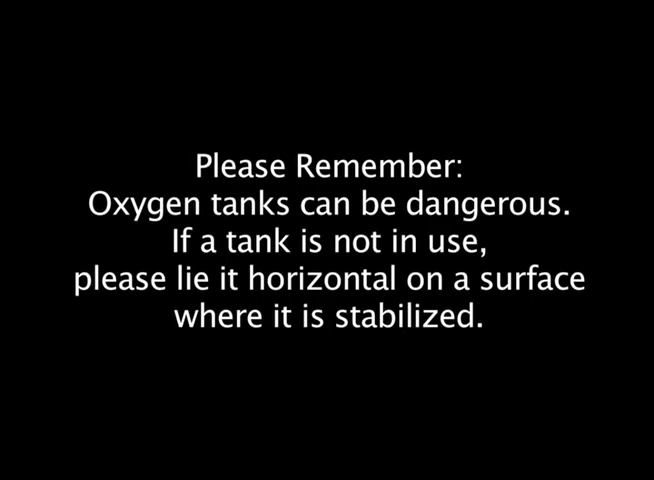 Please Remember:
Oxygen tanks can be dangerous.
If a tank is not in use,
please lie it horizontal on a surface
where it is stabilized.